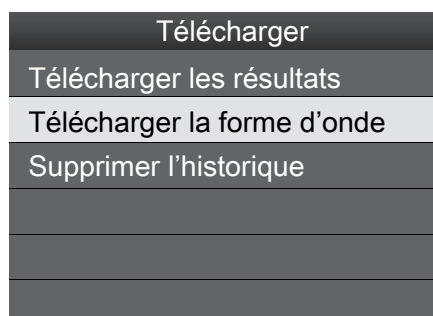 Télécharger
Télécharger les résultats
Télécharger la forme d’onde
Supprimer l’historique